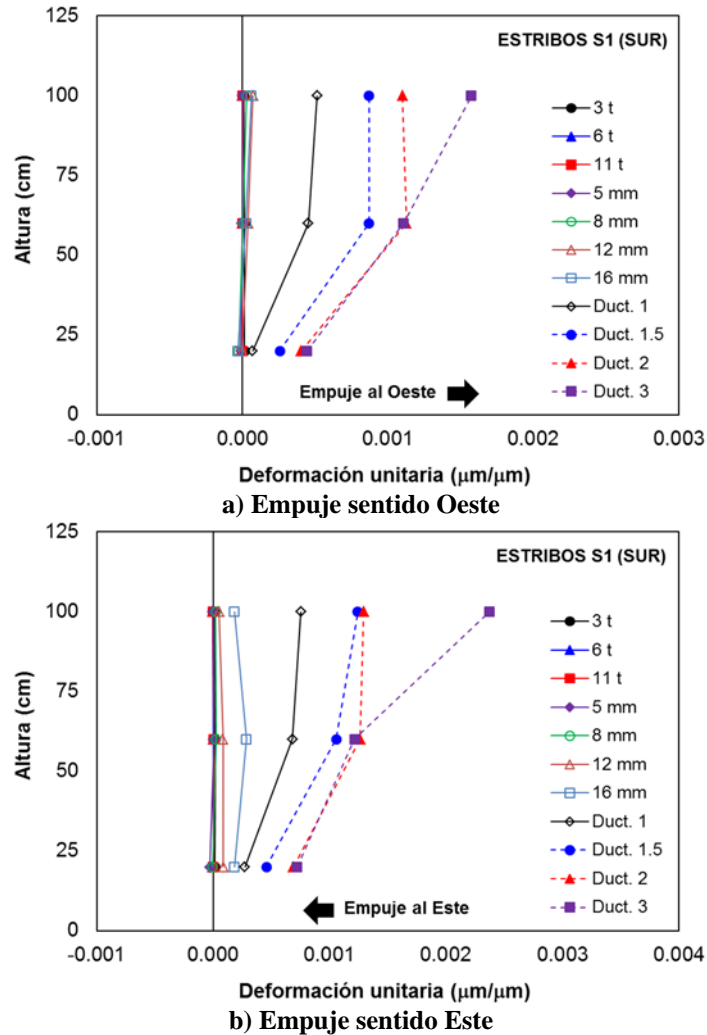 125
ESTRIBOS S1 (SUR)
100
75
50
25
0
Altura (cm)
3 t
6 t
11 t
5 mm
8 mm
12 mm
16 mm
Duct. 1
Duct. 1.5
Duct. 2
Duct. 3
Empuje al Oeste
-0.001 0.000 0.001 0.002 0.003
Deformación unitaria (μm/μm)
a) Empuje sentido Oeste
125
ESTRIBOS S1 (SUR)
100
75
50
25
0
Altura (cm)
3 t
6 t
11 t
5 mm
8 mm
12 mm
16 mm
Duct. 1
Duct. 1.5
Duct. 2
Duct. 3
Empuje al Este
-0.001 0.000 0.001 0.002 0.003 0.004
Deformación unitaria (μm/μm)
b) Empuje sentido Este